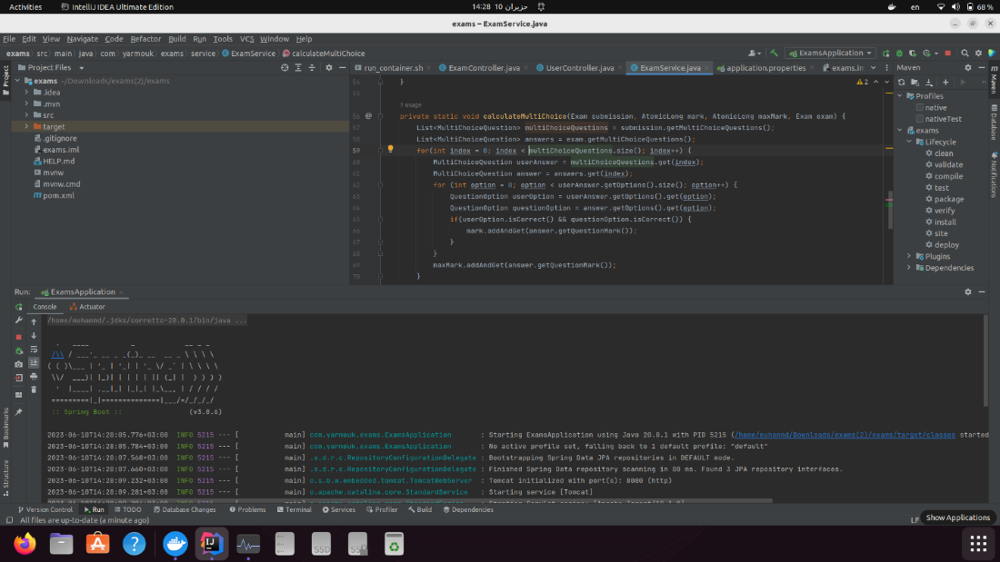 Activities IntelliJ IDEA Ultimate Edition 14:28 10 حزيران en 68 %
exams – ExamService.java
File Edit View Navigate Code Refactor Build Run Tools VCS Window Help
exams src main java com yarmouk exams service ExamService calculateMultiChoice ExamsApplication
Project Files run_container.sh ExamController.java UserController.java ExamService.java application.properties exams.in Maven
Project
exams ~/Downloads/exams(2)/exams
.idea
.mvn
src
target
.gitignore
exams.iml
HELP.md
mvnw
mvnw.cmd
pom.xml
54 }
55
1 usage
56 @ private static void calculateMultiChoice(Exam submission, AtomicLong mark, AtomicLong maxMark, Exam exam) {
57 List<MultiChoiceQuestion> multiChoiceQuestions = submission.getMultiChoiceQuestions();
58 List<MultiChoiceQuestion> answers = exam.getMultiChoiceQuestions();
59 for(int index = 0; index < multiChoiceQuestions.size(); index++) {
60 MultiChoiceQuestion userAnswer = multiChoiceQuestions.get(index);
61 MultiChoiceQuestion answer = answers.get(index);
62 for (int option = 0; option < userAnswer.getOptions().size(); option++) {
63 QuestionOption userOption = userAnswer.getOptions().get(option);
64 QuestionOption questionOption = answer.getOptions().get(option);
65 if(userOption.isCorrect() && questionOption.isCorrect()) {
66 mark.addAndGet(answer.getQuestionMark());
67 }
68 }
69 maxMark.addAndGet(answer.getQuestionMark());
70 }
2
Profiles
native
nativeTest
exams
Lifecycle
clean
validate
compile
test
package
verify
install
site
deploy
Plugins
Dependencies
Maven
Database
Notifications
Run: ExamsApplication
Console Actuator
/home/muhannd/.jdks/corretto-20.0.1/bin/java ...
:: Spring Boot :: (v3.0.6)
2023-06-10T14:28:05.776+03:00 INFO 5215 --- [ main] com.yarmouk.exams.ExamsApplication : Starting ExamsApplication using Java 20.0.1 with PID 5215 (/home/muhannd/Downloads/exams(2)/exams/target/classes started
2023-06-10T14:28:05.784+03:00 INFO 5215 --- [ main] com.yarmouk.exams.ExamsApplication : No active profile set, falling back to 1 default profile: "default"
2023-06-10T14:28:07.568+03:00 INFO 5215 --- [ main] .s.d.r.c.RepositoryConfigurationDelegate : Bootstrapping Spring Data JPA repositories in DEFAULT mode.
2023-06-10T14:28:07.660+03:00 INFO 5215 --- [ main] .s.d.r.c.RepositoryConfigurationDelegate : Finished Spring Data repository scanning in 80 ms. Found 3 JPA repository interfaces.
2023-06-10T14:28:09.232+03:00 INFO 5215 --- [ main] o.s.b.w.embedded.tomcat.TomcatWebServer : Tomcat initialized with port(s): 8080 (http)
2023-06-10T14:28:09.281+03:00 INFO 5215 --- [ main] o.apache.catalina.core.StandardService : Starting service [Tomcat]
Bookmarks
Structure
Version Control Run TODO Database Changes Problems Terminal Services Profiler Build Dependencies
All files are up-to-date (a minute ago) LF
Show Applications
SSD